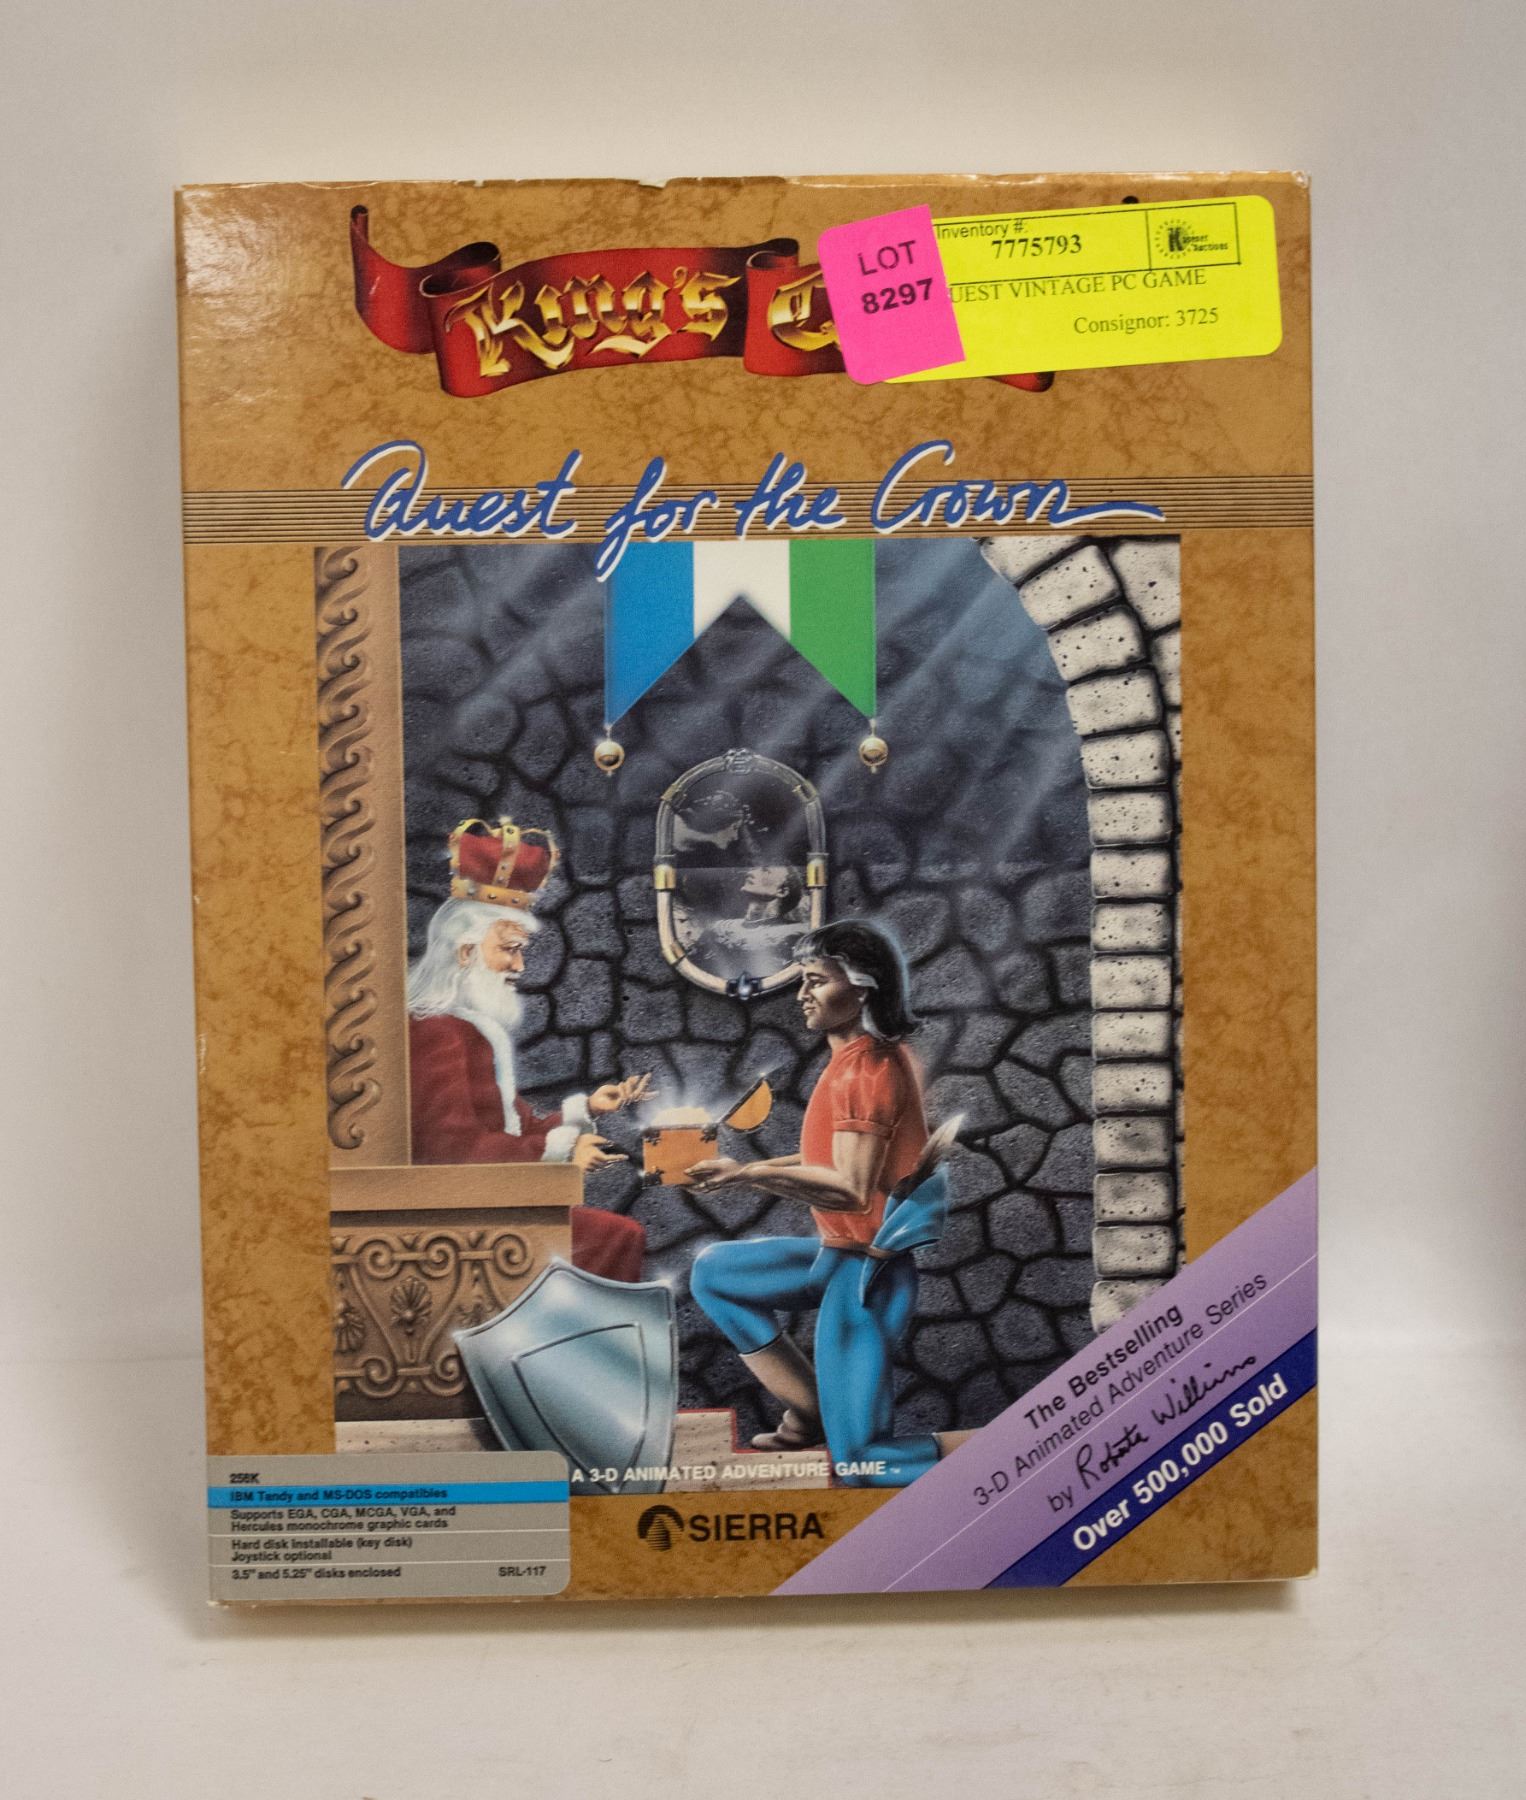 King's Q
LOT
8297
Inventory #:
7775793
Auctions
UEST VINTAGE PC GAME
Consignor: 3725
Quest for the Crown
The Bestselling
3-D Animated Adventure Series
by Roberta Williams
Over 500,000 Sold
A 3-D ANIMATED ADVENTURE GAME™
SIERRA®
256K
IBM Tandy and MS-DOS compatibles
Supports EGA, CGA, MCGA, VGA, and
Hercules monochrome graphic cards
Hard disk installable (key disk)
Joystick optional
3.5" and 5.25" disks enclosed
SRL-117